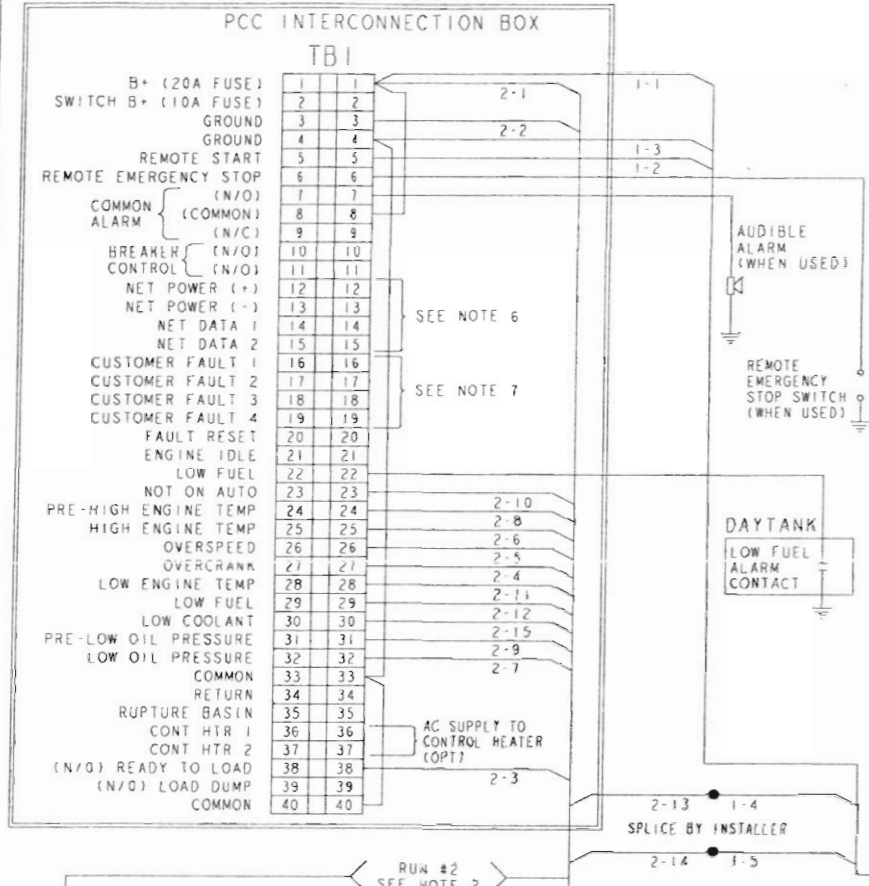 PCC INTERCONNECTION BOX
TB1
B+ (20A FUSE) 1 1
SWITCH B+ (10A FUSE) 2 2
GROUND 3 3
GROUND 4 4
REMOTE START 5 5
REMOTE EMERGENCY STOP 6 6
COMMON ALARM
(N/O) 7 7
(COMMON) 8 8
(N/C) 9 9
BREAKER CONTROL
(N/O) 10 10
(N/O) 11 11
NET POWER (+) 12 12
NET POWER (-) 13 13
NET DATA 1 14 14
NET DATA 2 15 15
CUSTOMER FAULT 1 16 16
CUSTOMER FAULT 2 17 17
CUSTOMER FAULT 3 18 18
CUSTOMER FAULT 4 19 19
FAULT RESET 20 20
ENGINE IDLE 21 21
LOW FUEL 22 22
NOT ON AUTO 23 23
PRE-HIGH ENGINE TEMP 24 24
HIGH ENGINE TEMP 25 25
OVERSPEED 26 26
OVERCRANK 27 27
LOW ENGINE TEMP 28 28
LOW FUEL 29 29
LOW COOLANT 30 30
PRE-LOW OIL PRESSURE 31 31
LOW OIL PRESSURE 32 32
COMMON 33 33
RETURN 34 34
RUPTURE BASIN 35 35
CONT HTR 1 36 36
CONT HTR 2 37 37
(N/O) READY TO LOAD 38 38
(N/O) LOAD DUMP 39 39
COMMON 40 40
2-1
1-1
2-2
1-3
1-2
SEE NOTE 6
SEE NOTE 7
2-10
2-8
2-6
2-5
2-4
2-11
2-12
2-15
2-9
2-7
AC SUPPLY TO
CONTROL HEATER
(OPT)
2-3
AUDIBLE
ALARM
(WHEN USED)
REMOTE
EMERGENCY
STOP SWITCH
(WHEN USED)
DAYTANK
LOW FUEL
ALARM
CONTACT
2-13 1-4
SPLICE BY INSTALLER
2-14 1-5
RUN #2
SEE NOTE 2